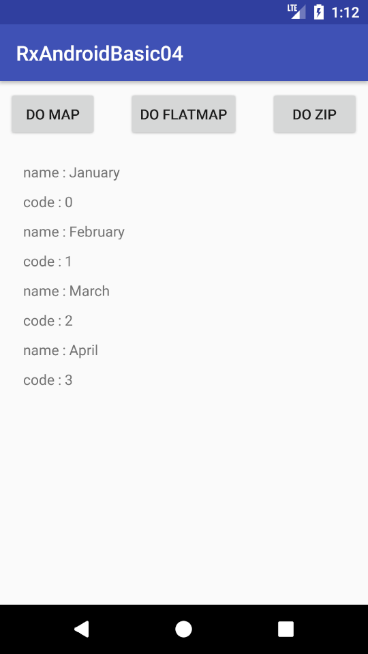 LTE 1:12
RxAndroidBasic04
DO MAP DO FLATMAP DO ZIP
name : January
code : 0
name : February
code : 1
name : March
code : 2
name : April
code : 3